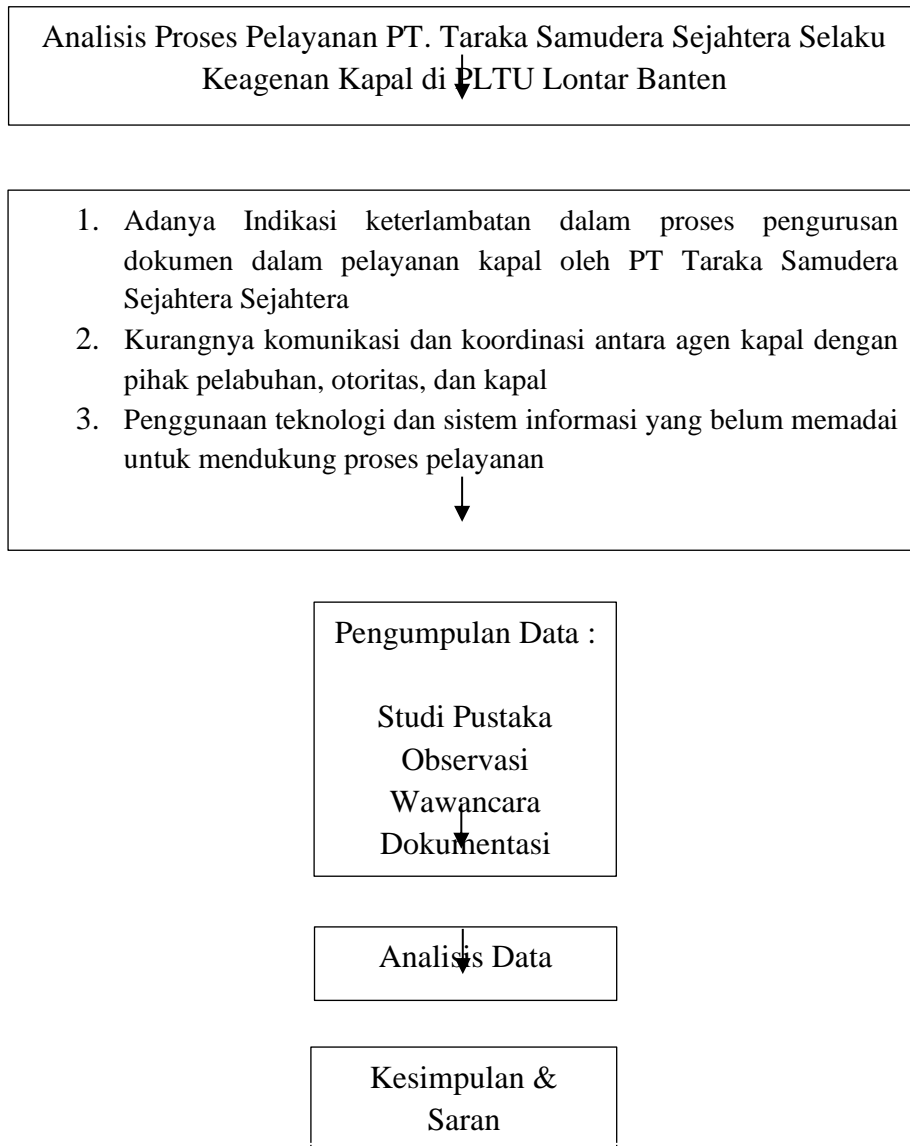 Analisis Proses Pelayanan PT. Taraka Samudera Sejahtera Selaku
Keagenan Kapal di PLTU Lontar Banten
1. Adanya Indikasi keterlambatan dalam proses pengurusan
dokumen dalam pelayanan kapal oleh PT Taraka Samudera
Sejahtera Sejahtera
2. Kurangnya komunikasi dan koordinasi antara agen kapal dengan
pihak pelabuhan, otoritas, dan kapal
3. Penggunaan teknologi dan sistem informasi yang belum memadai
untuk mendukung proses pelayanan
Pengumpulan Data :
Studi Pustaka
Observasi
Wawancara
Dokumentasi
Analisis Data
Kesimpulan &
Saran